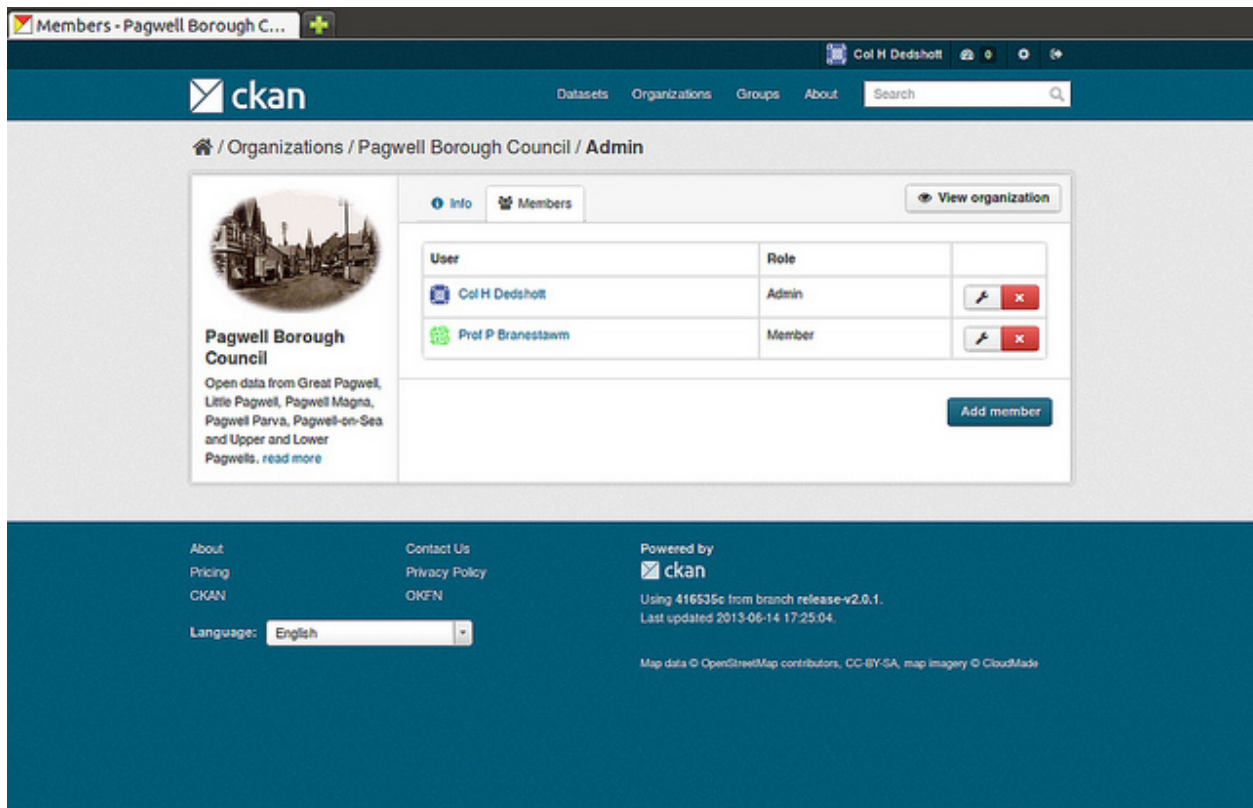 Members - Pagwell Borough C...
Col H Dedshott 0
ckan
Datasets Organizations Groups About Search
/ Organizations / Pagwell Borough Council / Admin
Info Members View organization
User Role
Col H Dedshott Admin
Prof P Branestawm Member
Add member
Pagwell Borough
Council
Open data from Great Pagwell,
Little Pagwell, Pagwell Magna,
Pagwell Parva, Pagwell-on-Sea
and Upper and Lower
Pagwells. read more
About
Pricing
CKAN
Language: English
Contact Us
Privacy Policy
OKFN
Powered by
ckan
Using 416535c from branch release-v2.0.1.
Last updated 2013-06-14 17:25:04.
Map data © OpenStreetMap contributors, CC-BY-SA, map imagery © CloudMade